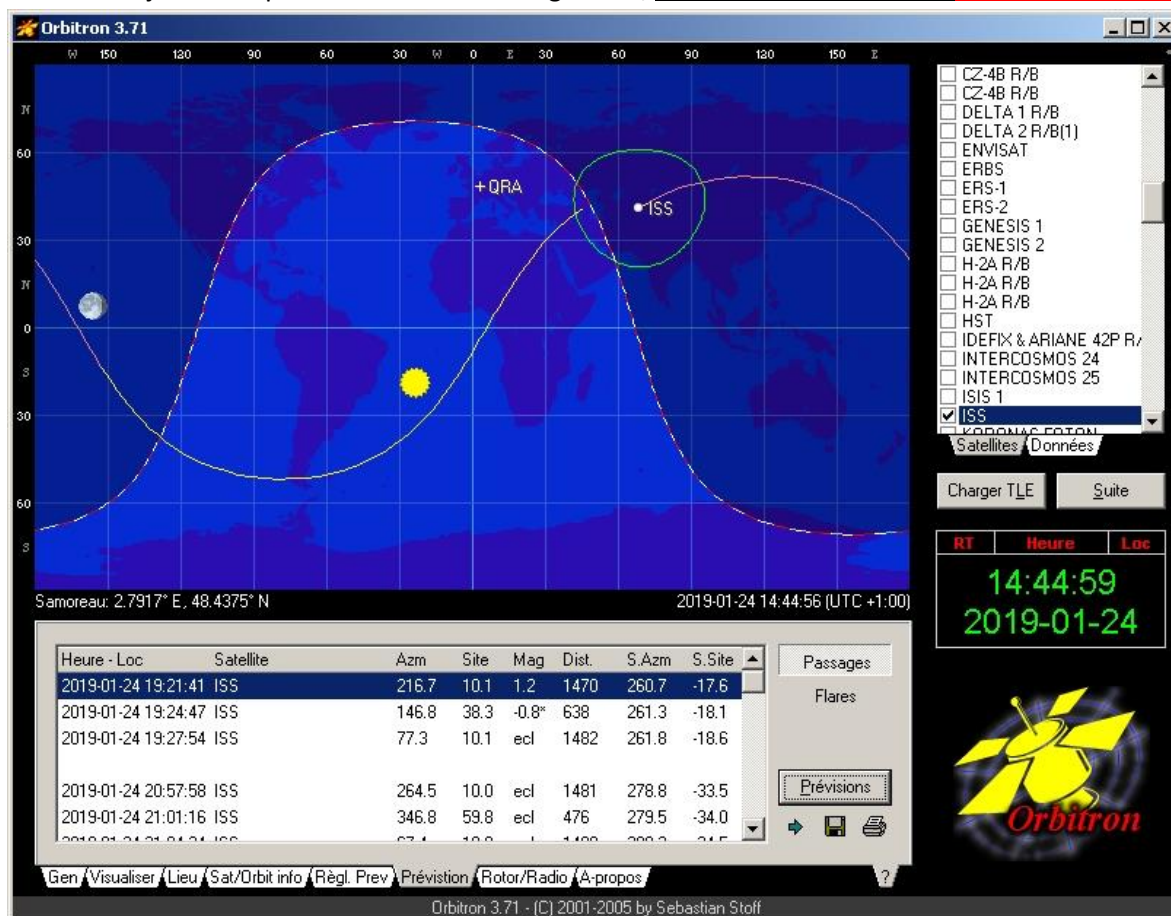 Orbitron 3.71
W 150 120 90 60 30 W 0 E 30 60 90 120 150 E
N
60
+QRA
ISS
30
N
0
S
30
60
S
Samoreau: 2.7917° E, 48.4375° N 2019-01-24 14:44:56 (UTC +1:00)
CZ-4B R/B
CZ-4B R/B
DELTA 1 R/B
DELTA 2 R/B(1)
ENVISAT
ERBS
ERS-1
ERS-2
GENESIS 1
GENESIS 2
H-2A R/B
H-2A R/B
H-2A R/B
HST
IDEFIX & ARIANE 42P R/
INTERCOSMOS 24
INTERCOSMOS 25
ISIS 1
ISS
KORONAS FOTON
Satellites Données
Charger TLE Suite
RT Heure Loc
14:44:59
2019-01-24
Heure - Loc Satellite Azm Site Mag Dist. S.Azm S.Site
2019-01-24 19:21:41 ISS 216.7 10.1 1.2 1470 260.7 -17.6
2019-01-24 19:24:47 ISS 146.8 38.3 -0.8* 638 261.3 -18.1
2019-01-24 19:27:54 ISS 77.3 10.1 ecl 1482 261.8 -18.6
2019-01-24 20:57:58 ISS 264.5 10.0 ecl 1481 278.8 -33.5
2019-01-24 21:01:16 ISS 346.8 59.8 ecl 476 279.5 -34.0
Passages
Flares
Prévisions
Orbitron
Gen Visualiser Lieu Sat/Orbit info Règl. Prev Prévistion Rotor/Radio A-propos ?
Orbitron 3.71 - (C) 2001-2005 by Sebastian Stoff